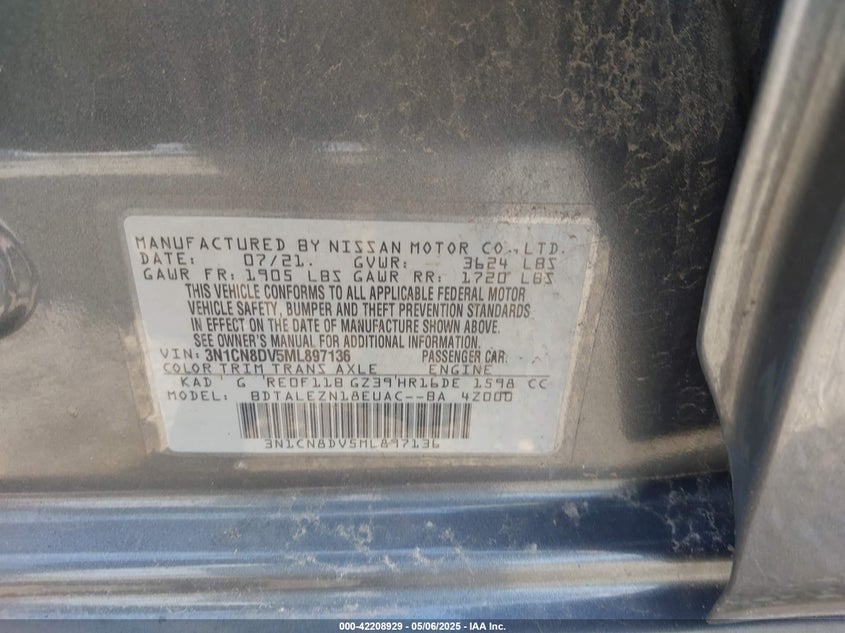 MANUFACTURED BY NISSAN MOTOR CO., LTD.
DATE: 07/21. GVWR: 3624 LBS
GAWR FR: 1905 LBS GAWR RR: 1720 LBS
THIS VEHICLE CONFORMS TO ALL APPLICABLE FEDERAL MOTOR
VEHICLE SAFETY, BUMPER AND THEFT PREVENTION STANDARDS
IN EFFECT ON THE DATE OF MANUFACTURE SHOWN ABOVE.
SEE OWNER'S MANUAL FOR ADDITIONAL INFORMATION.
VIN: 3N1CN8DV5ML897136 PASSENGER CAR
COLOR TRIM TRANS AXLE ENGINE
KAD G RE0F11B GZ39 HR16DE 1598 CC
MODEL: BDTALEZN18EUAC--BA 4Z000
3N1CN8DV5ML897136
000-42208929 - 05/06/2025 - IAA Inc.